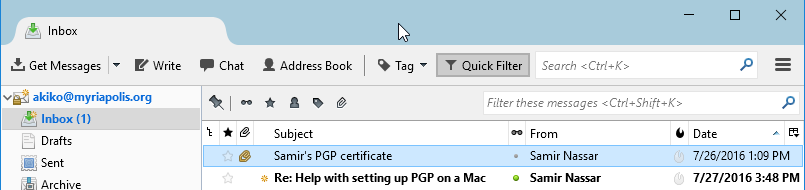 Inbox
Get Messages Write Chat Address Book Tag Quick Filter Search <Ctrl+K>
akiko@myriapolis.org Filter these messages <Ctrl+Shift+K>
Inbox (1) Subject From Date
Drafts Samir's PGP certificate Samir Nassar 7/26/2016 1:09 PM
Sent Re: Help with setting up PGP on a Mac Samir Nassar 7/27/2016 3:48 PM
Archive